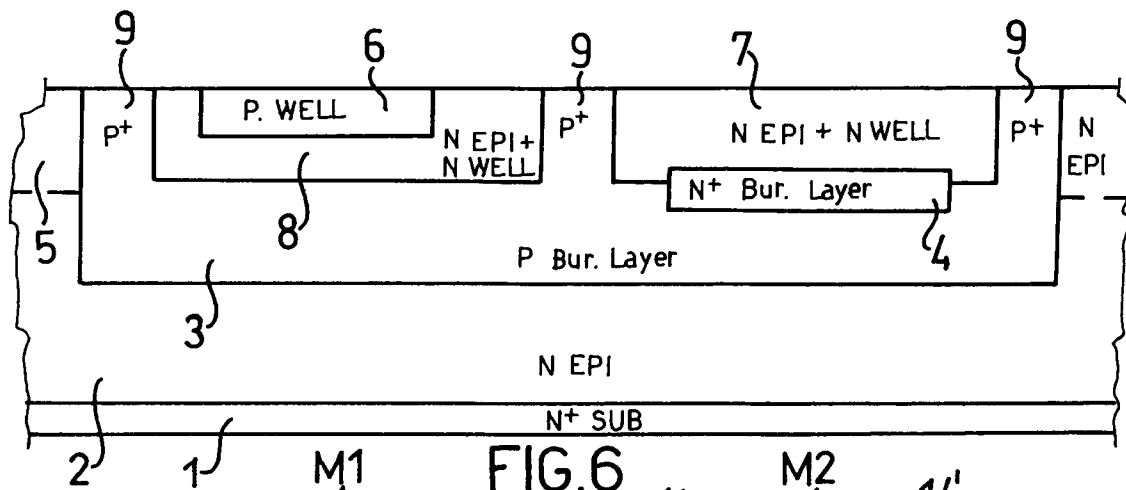 9 6 9 7 9
P. WELL
P+
N EPI +
N WELL
P+
N EPI + N WELL
P+
N
EPI
N+ Bur. Layer
5 8 4
P Bur. Layer
3
N EPI
N+ SUB
2 1 M1 FIG.6 M2